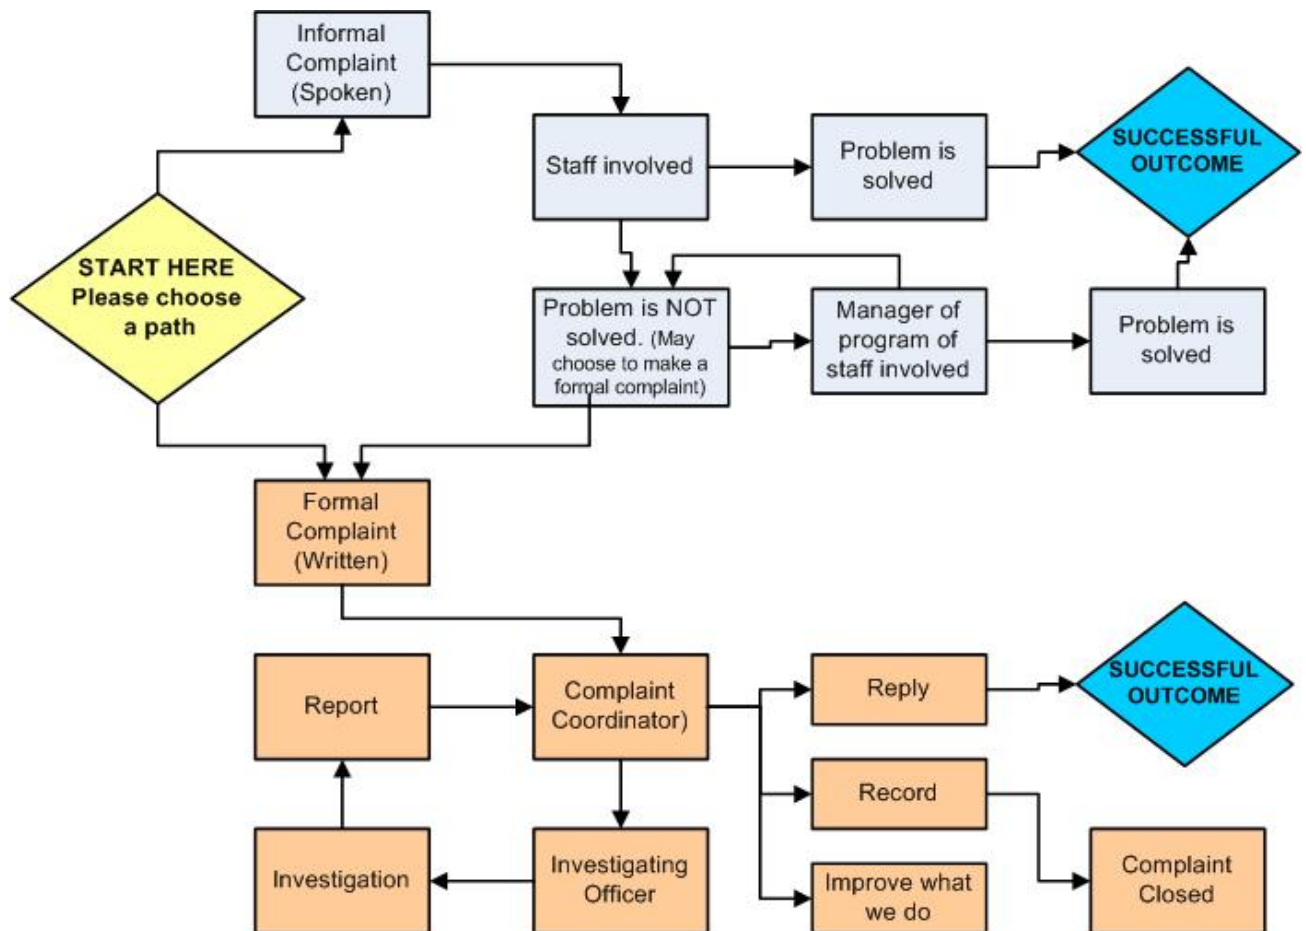 Informal
Complaint
(Spoken)
Staff involved
Problem is
solved
SUCCESSFUL
OUTCOME
START HERE
Please choose
a path
Problem is NOT
solved. (May
choose to make a
formal complaint)
Manager of
program of
staff involved
Problem is
solved
Formal
Complaint
(Written)
Report
Complaint
Coordinator)
Reply
SUCCESSFUL
OUTCOME
Record
Investigation
Investigating
Officer
Improve what
we do
Complaint
Closed